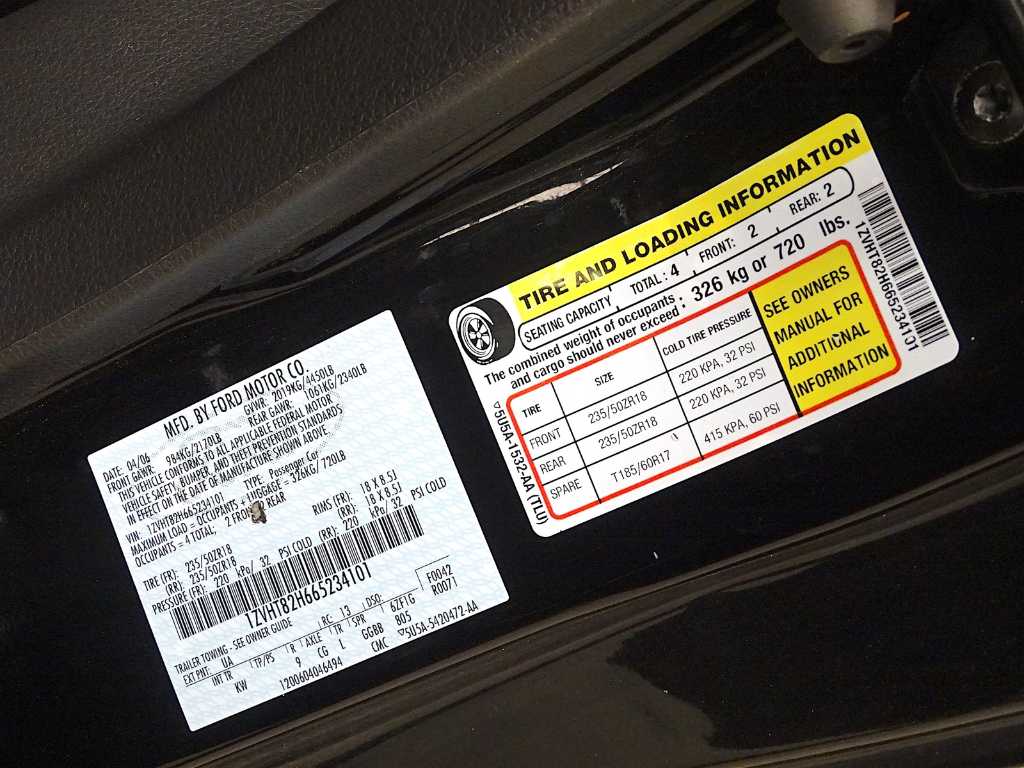 MFD. BY FORD MOTOR CO.
DATE: 04/06 GVWR: 2019KG/4450LB
FRONT GAWR: 984KG/2170LB REAR GAWR: 1061KG/2340LB
THIS VEHICLE CONFORMS TO ALL APPLICABLE FEDERAL MOTOR
VEHICLE SAFETY, BUMPER, AND THEFT PREVENTION STANDARDS
IN EFFECT ON THE DATE OF MANUFACTURE SHOWN ABOVE
VIN: 1ZVHT82H665234101 TYPE: Passenger Car
MAXIMUM LOAD = OCCUPANTS + LUGGAGE = 326KG/ 720LB
OCCUPANTS = 4 TOTAL; 2 FRONT REAR
TIRE (FR): 235/50ZR18 RIMS (FR): 18 X 8.5J
(RR): 235/50ZR18 (RR): 18 X 8.5J
PRESSURE (FR): 220 kPa/ 32 PSI COLD (RR): 220 kPa/ 32 PSI COLD
1ZVHT82H665234101
TRAILER TOWING - SEE OWNER GUIDE
F0042
R0071
EXT PNT: UA RC: 13 DSO:
INT TR TP/PS R AXLE TR SPR 6ZF1G
KW 9 CG L GGBB 805
1200604046494 CMC 5U5A-5420472-AA
TIRE AND LOADING INFORMATION
SEATING CAPACITY TOTAL: 4 FRONT: 2 REAR: 2
The combined weight of occupants
and cargo should never exceed : 326 kg or 720 lbs.
TIRE SIZE COLD TIRE PRESSURE
FRONT 235/50ZR18 220 KPA, 32 PSI
REAR 235/50ZR18 220 KPA, 32 PSI
SPARE T185/60R17 415 KPA, 60 PSI
SEE OWNERS
MANUAL FOR
ADDITIONAL
INFORMATION
5U5A-1532-AA (TLU)
1ZVHT82H665234101